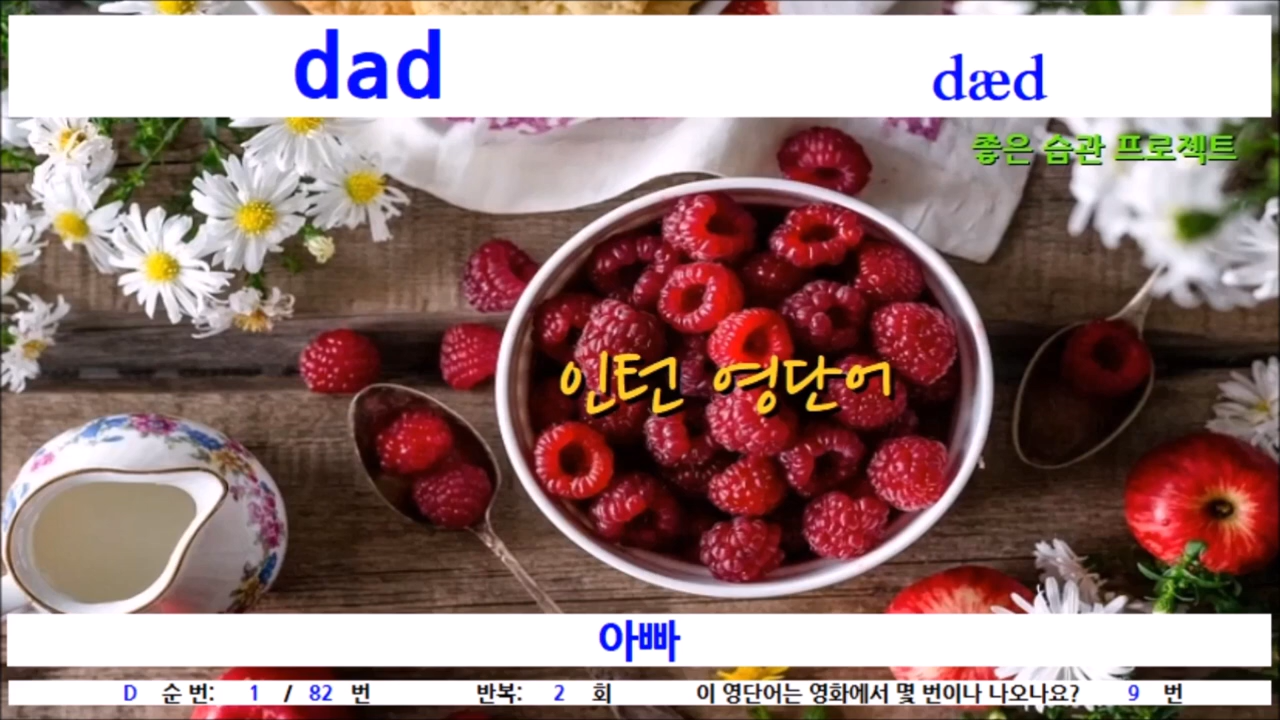 dad dæd
좋은 습관 프로젝트
인턴 영단어
아빠
D 순 번: 1 / 82 번 반복: 2 회 이 영단어는 영화에서 몇 번이나 나오나요? 9 번